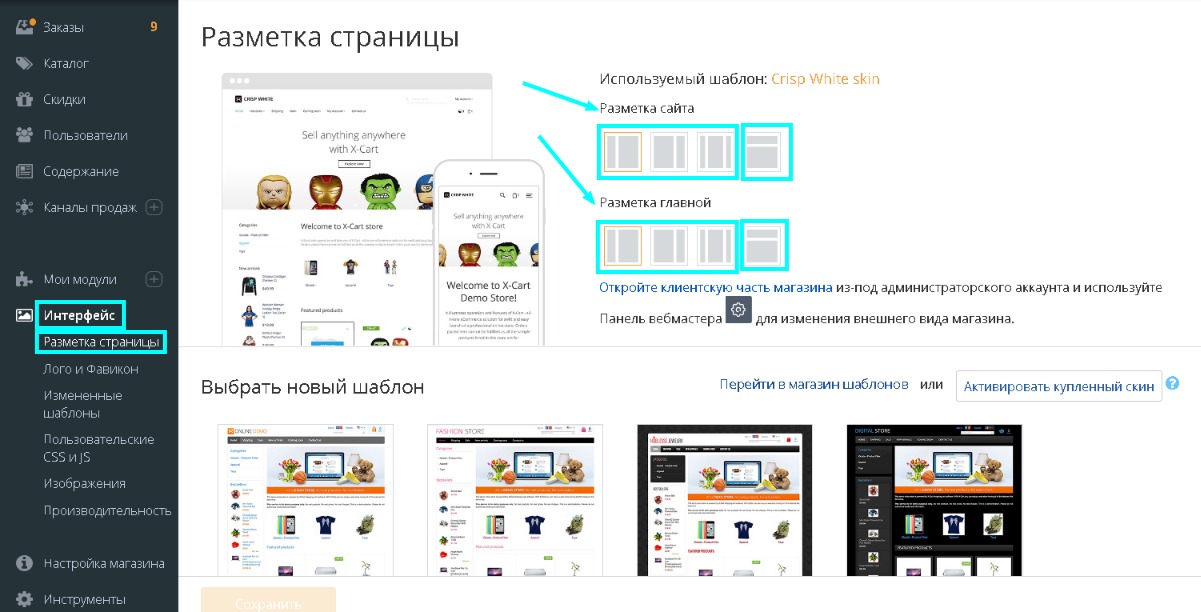 Заказы
9
Каталог
Скидки
Пользователи
Содержание
Каналы продаж
Мои модули
Интерфейс
Разметка страницы
Лого и Фавикон
Измененные
шаблоны
Пользовательские
CSS и JS
Изображения
Производительность
Настройка магазина
Инструменты
Разметка страницы
CRISP WHITE
Sell anything anywhere
with X-Cart
Welcome to X-Cart store
Featured products
CRISP WHITE
Sell anything anywhere
with X-Cart
Welcome to X-Cart
Demo Store!
Используемый шаблон: Crisp White skin
Разметка сайта
Разметка главной
Откройте клиентскую часть магазина из-под администраторского аккаунта и используйте
Панель вебмастера для изменения внешнего вида магазина.
Выбрать новый шаблон
Перейти в магазин шаблонов или Активировать купленный скин
?
ONLINE DEMO
FASHION STORE
DIGITAL STORE
Сохранить